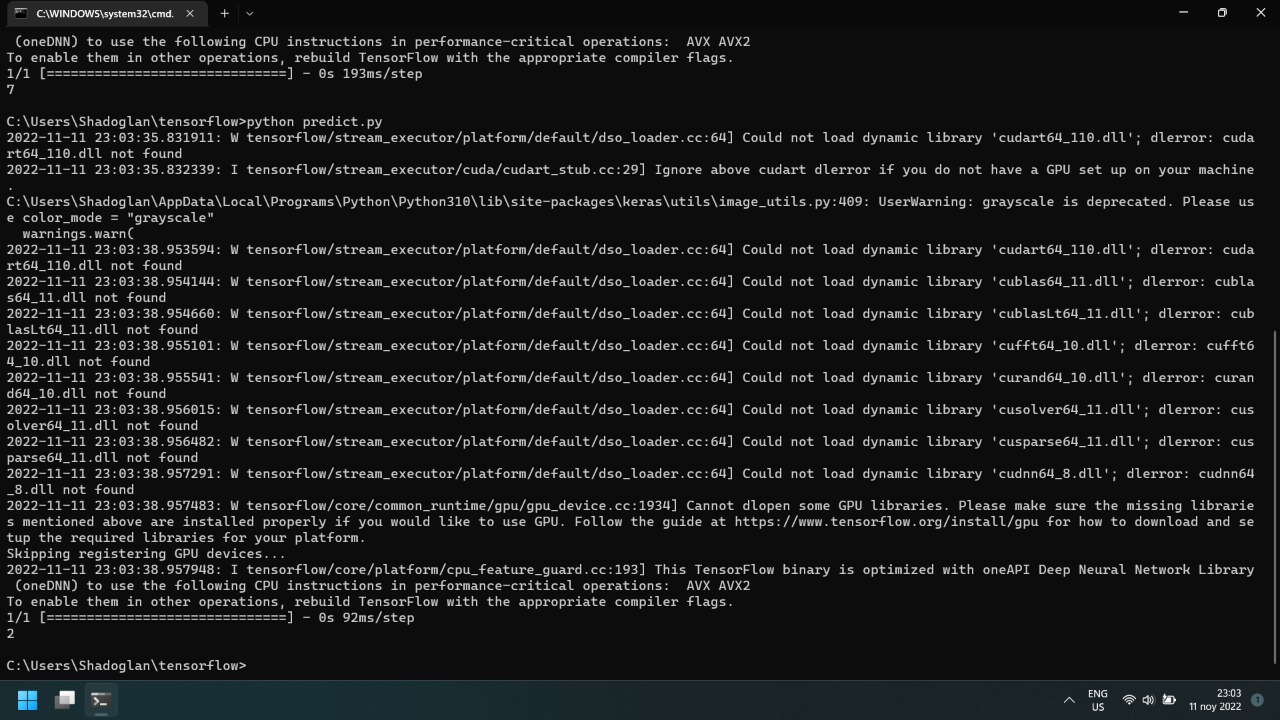 C:\WINDOWS\system32\cmd.
(oneDNN) to use the following CPU instructions in performance-critical operations:  AVX AVX2
To enable them in other operations, rebuild TensorFlow with the appropriate compiler flags.
1/1 [==============================] - 0s 193ms/step
7
C:\Users\Shadoglan\tensorflow>python predict.py
2022-11-11 23:03:35.831911: W tensorflow/stream_executor/platform/default/dso_loader.cc:64] Could not load dynamic library 'cudart64_110.dll'; dlerror: cuda
rt64_110.dll not found
2022-11-11 23:03:35.832339: I tensorflow/stream_executor/cuda/cudart_stub.cc:29] Ignore above cudart dlerror if you do not have a GPU set up on your machine
.
C:\Users\Shadoglan\AppData\Local\Programs\Python\Python310\lib\site-packages\keras\utils\image_utils.py:409: UserWarning: grayscale is deprecated. Please us
e color_mode = "grayscale"
  warnings.warn(
2022-11-11 23:03:38.953594: W tensorflow/stream_executor/platform/default/dso_loader.cc:64] Could not load dynamic library 'cudart64_110.dll'; dlerror: cuda
rt64_110.dll not found
2022-11-11 23:03:38.954144: W tensorflow/stream_executor/platform/default/dso_loader.cc:64] Could not load dynamic library 'cublas64_11.dll'; dlerror: cubla
s64_11.dll not found
2022-11-11 23:03:38.954660: W tensorflow/stream_executor/platform/default/dso_loader.cc:64] Could not load dynamic library 'cublasLt64_11.dll'; dlerror: cub
lasLt64_11.dll not found
2022-11-11 23:03:38.955101: W tensorflow/stream_executor/platform/default/dso_loader.cc:64] Could not load dynamic library 'cufft64_10.dll'; dlerror: cufft6
4_10.dll not found
2022-11-11 23:03:38.955541: W tensorflow/stream_executor/platform/default/dso_loader.cc:64] Could not load dynamic library 'curand64_10.dll'; dlerror: curan
d64_10.dll not found
2022-11-11 23:03:38.956015: W tensorflow/stream_executor/platform/default/dso_loader.cc:64] Could not load dynamic library 'cusolver64_11.dll'; dlerror: cus
olver64_11.dll not found
2022-11-11 23:03:38.956482: W tensorflow/stream_executor/platform/default/dso_loader.cc:64] Could not load dynamic library 'cusparse64_11.dll'; dlerror: cus
parse64_11.dll not found
2022-11-11 23:03:38.957291: W tensorflow/stream_executor/platform/default/dso_loader.cc:64] Could not load dynamic library 'cudnn64_8.dll'; dlerror: cudnn64
_8.dll not found
2022-11-11 23:03:38.957483: W tensorflow/core/common_runtime/gpu/gpu_device.cc:1934] Cannot dlopen some GPU libraries. Please make sure the missing librarie
s mentioned above are installed properly if you would like to use GPU. Follow the guide at https://www.tensorflow.org/install/gpu for how to download and se
tup the required libraries for your platform.
Skipping registering GPU devices...
2022-11-11 23:03:38.957948: I tensorflow/core/platform/cpu_feature_guard.cc:193] This TensorFlow binary is optimized with oneAPI Deep Neural Network Library
 (oneDNN) to use the following CPU instructions in performance-critical operations:  AVX AVX2
To enable them in other operations, rebuild TensorFlow with the appropriate compiler flags.
1/1 [==============================] - 0s 92ms/step
2
C:\Users\Shadoglan\tensorflow>
ENG
US
23:03
11 noy 2022
1